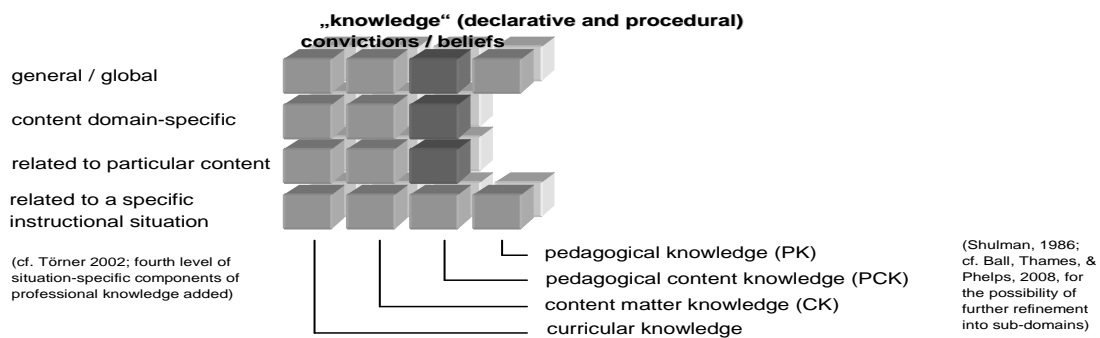 „knowledge“ (declarative and procedural)
convictions / beliefs
general / global
content domain-specific
related to particular content
related to a specific
instructional situation
(cf. Törner 2002; fourth level of
situation-specific components of
professional knowledge added)
pedagogical knowledge (PK)
pedagogical content knowledge (PCK)
content matter knowledge (CK)
curricular knowledge
(Shulman, 1986;
cf. Ball, Thames, &
Phelps, 2008, for
the possibility of
further refinement
into sub-domains)